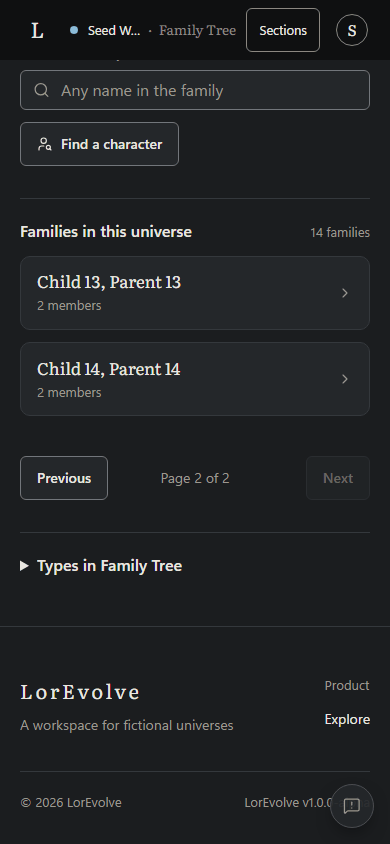 L
Seed W... · Family Tree
Sections
S
Any name in the family
Find a character
Families in this universe
14 families
Child 13, Parent 13
2 members
Child 14, Parent 14
2 members
Previous
Page 2 of 2
Next
Types in Family Tree
LorEvolve
A workspace for fictional universes
Product
Explore
© 2026 LorEvolve
LorEvolve v1.0.0